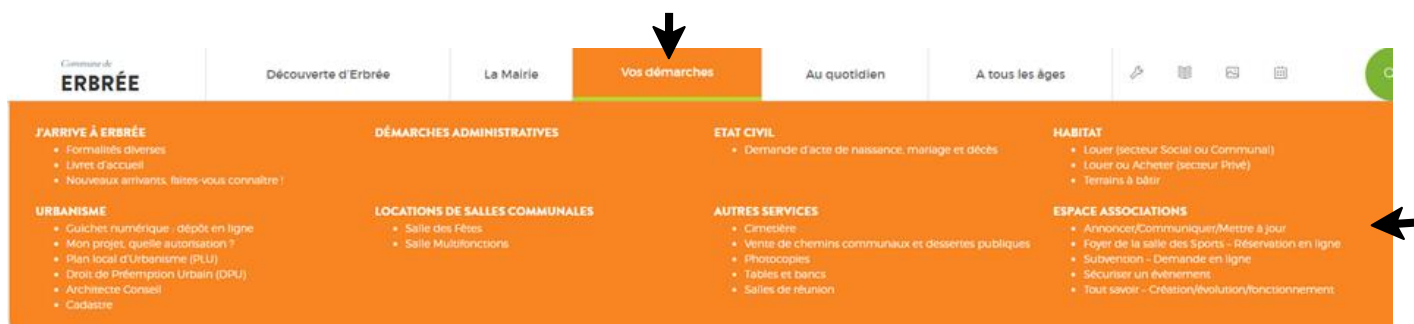 Commune de
ERBRÉE
Découverte d'Erbrée
La Mairie
Vos démarches
Au quotidien
A tous les âges
J'ARRIVE À ERBRÉE
• Formalités diverses
• Livret d'accueil
• Nouveaux arrivants, faites-vous connaître !
DÉMARCHES ADMINISTRATIVES
ETAT CIVIL
• Demande d'acte de naissance, mariage et décès
HABITAT
• Louer (secteur Social ou Communal)
• Louer ou Acheter (secteur Privé)
• Terrains à bâtir
URBANISME
• Guichet numérique : dépôt en ligne
• Mon projet, quelle autorisation ?
• Plan local d'Urbanisme (PLU)
• Droit de Préemption Urbain (DPU)
• Architecte Conseil
• Cadastre
LOCATIONS DE SALLES COMMUNALES
• Salle des Fêtes
• Salle Multifonctions
AUTRES SERVICES
• Cimetière
• Vente de chemins communaux et dessertes publiques
• Photocopies
• Tables et bancs
• Salles de réunion
ESPACE ASSOCIATIONS
• Annoncer/Communiquer/Mettre à jour
• Foyer de la salle des Sports - Réservation en ligne
• Subvention - Demande en ligne
• Sécuriser un évènement
• Tout savoir - Création/évolution/fonctionnement